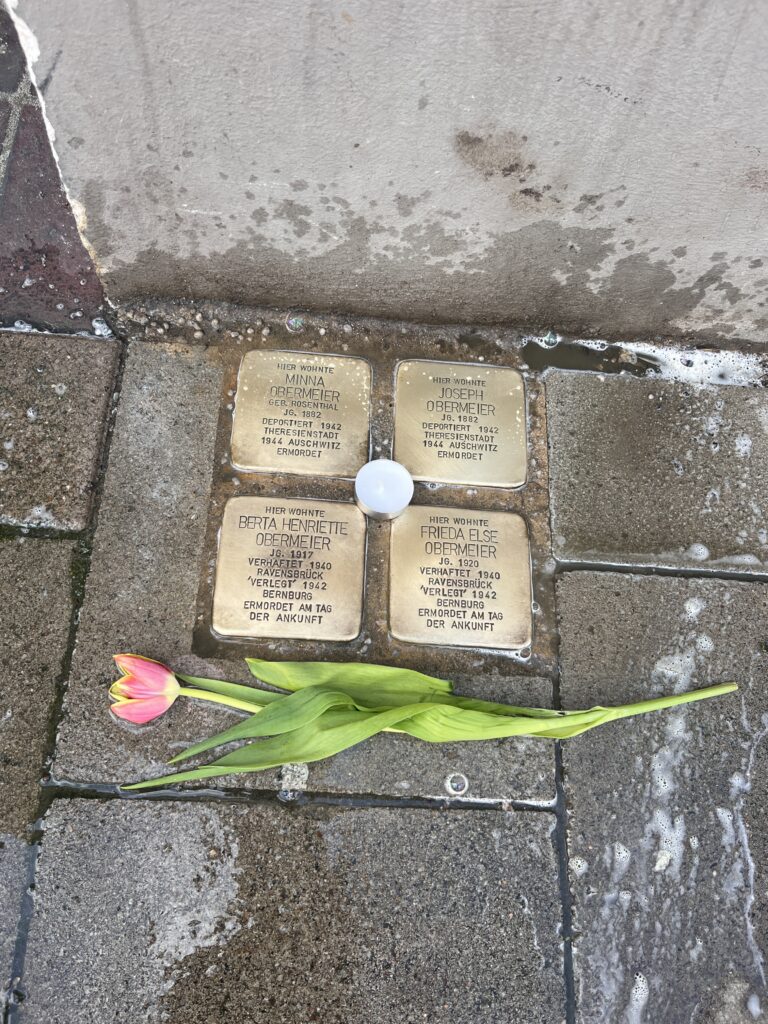 HIER WOHNTE
MINNA
OBERMEIER
GEB. ROSENTHAL
JG. 1882
DEPORTIERT 1942
THERESIENSTADT
1944 AUSCHWITZ
ERMORDET
HIER WOHNTE
JOSEPH
OBERMEIER
JG. 1882
DEPORTIERT 1942
THERESIENSTADT
1944 AUSCHWITZ
ERMORDET
HIER WOHNTE
BERTA HENRIETTE
OBERMEIER
JG. 1917
VERHAFTET 1940
RAVENSBRÜCK
'VERLEGT' 1942
BERNBURG
ERMORDET AM TAG
DER ANKUNFT
HIER WOHNTE
FRIEDA ELSE
OBERMEIER
JG. 1920
VERHAFTET 1940
RAVENSBRÜCK
'VERLEGT' 1942
BERNBURG
ERMORDET AM TAG
DER ANKUNFT